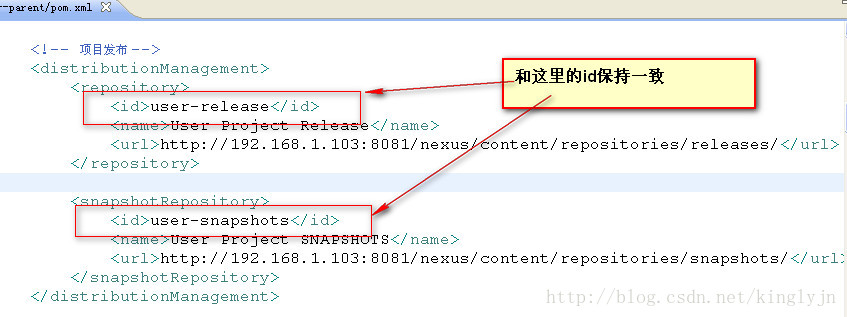 r-parent/pom.xml
<!-- 项目发布-->
<distributionManagement>
<repository>
<id>user-release</id>
<name>User Project Release</name>
<url>http://192.168.1.103:8081/nexus/content/repositories/releases/</url>
</repository>
<snapshotRepository>
<id>user-snapshots</id>
<name>User Project SNAPSHOTS</name>
<url>http://192.168.1.103:8081/nexus/content/repositories/snapshots/</url>
</snapshotRepository>
</distributionManagement>
和这里的id保持一致
http://blog.csdn.net/kinglyjn